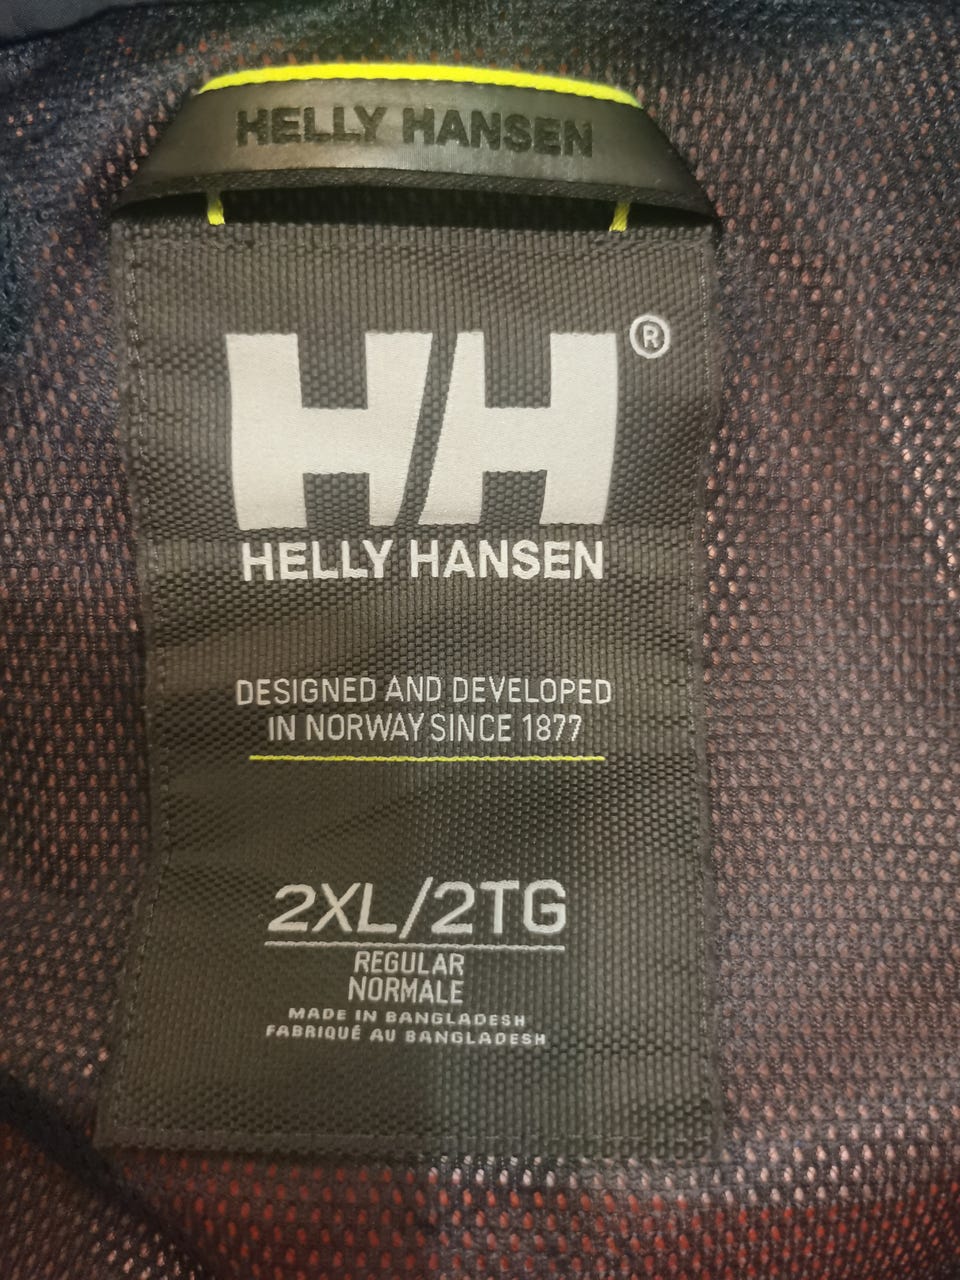 HELLY HANSEN
HH®
HELLY HANSEN
DESIGNED AND DEVELOPED
IN NORWAY SINCE 1877
2XL/2TG
REGULAR
NORMALE
MADE IN BANGLADESH
FABRIQUÉ AU BANGLADESH